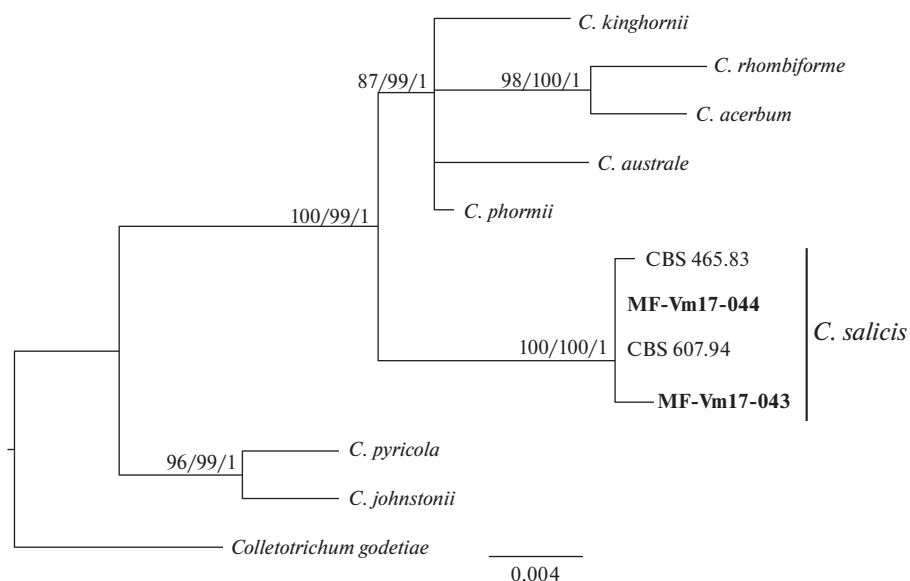 C. kinghornii
87/99/1
C. rhombiforme
98/100/1
C. acerbum
C. australe
C. phormii
100/99/1
CBS 465.83
MF-Vm17-044
C. salicis
CBS 607.94
100/100/1
MF-Vm17-043
C. pyricola
96/99/1
C. johnstonii
Colletotrichum godetiae
0.004